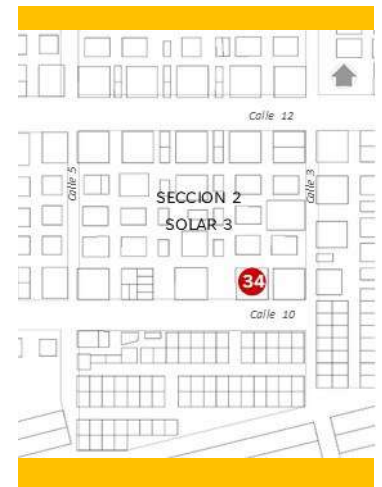 Calle 12
Calle 5
Calle 3
SECCION 2
SOLAR 3
34
Calle 10